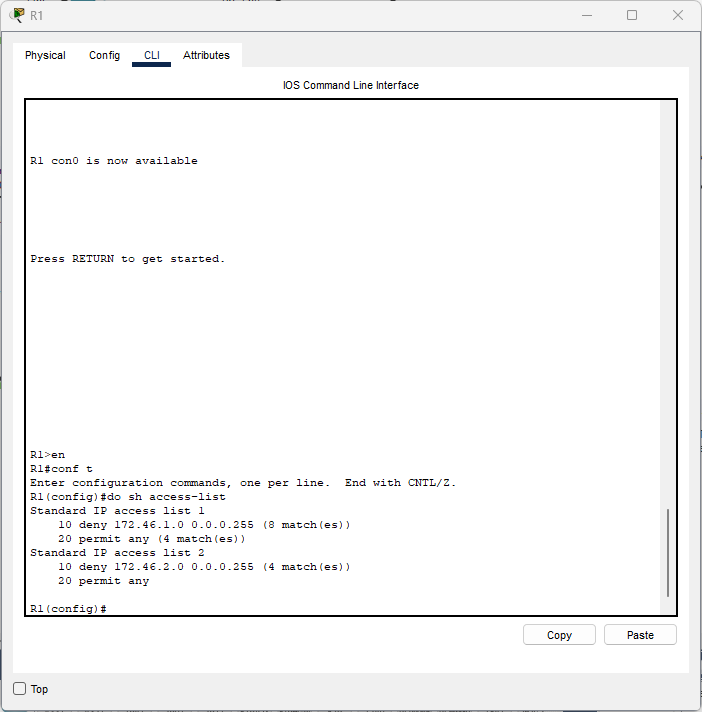 R1
Physical Config CLI Attributes
IOS Command Line Interface
R1 con0 is now available
Press RETURN to get started.
R1>en
R1#conf t
Enter configuration commands, one per line.  End with CNTL/Z.
R1(config)#do sh access-list
Standard IP access list 1
    10 deny 172.46.1.0 0.0.0.255 (8 match(es))
    20 permit any (4 match(es))
Standard IP access list 2
    10 deny 172.46.2.0 0.0.0.255 (4 match(es))
    20 permit any
R1(config)#
Copy Paste
Top